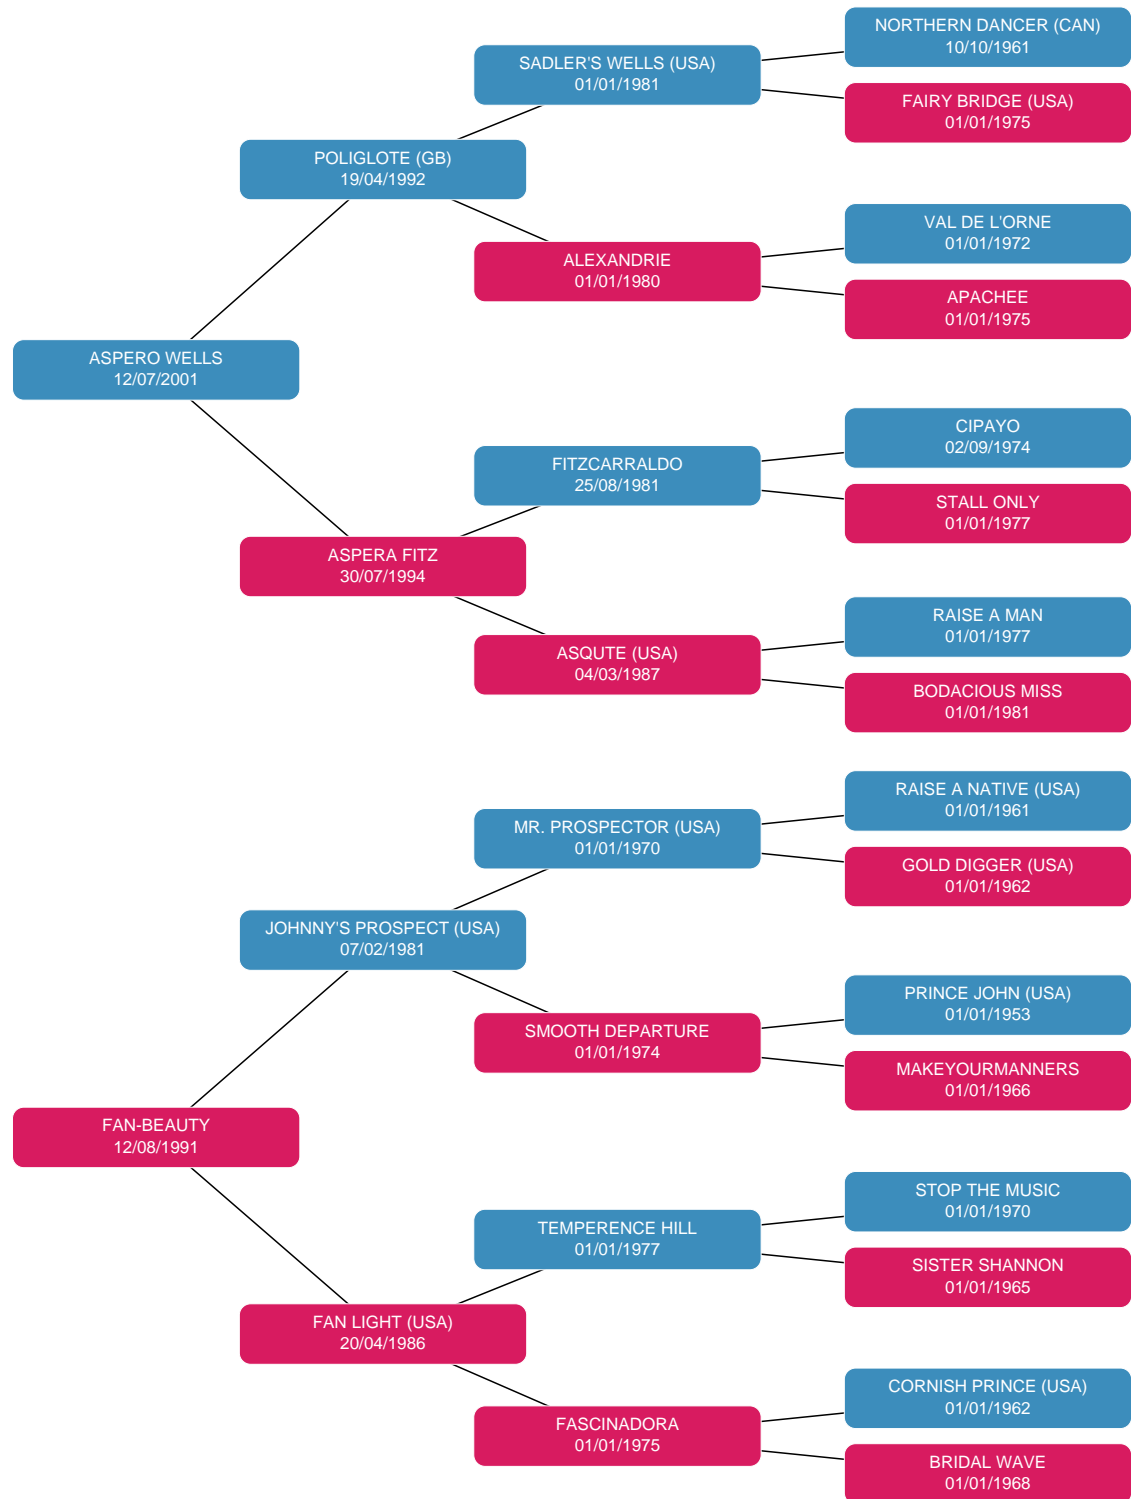 NORTHERN DANCER (CAN)
10/10/1961
SADLER'S WELLS (USA)
01/01/1981
FAIRY BRIDGE (USA)
01/01/1975
POLIGLOTE (GB)
19/04/1992
VAL DE L'ORNE
01/01/1972
ALEXANDRIE
01/01/1980
APACHEE
01/01/1975
ASPERO WELLS
12/07/2001
CIPAYO
02/09/1974
FITZCARRALDO
25/08/1981
STALL ONLY
01/01/1977
ASPERA FITZ
30/07/1994
RAISE A MAN
01/01/1977
ASQUTE (USA)
04/03/1987
BODACIOUS MISS
01/01/1981
RAISE A NATIVE (USA)
01/01/1961
MR. PROSPECTOR (USA)
01/01/1970
GOLD DIGGER (USA)
01/01/1962
JOHNNY'S PROSPECT (USA)
07/02/1981
PRINCE JOHN (USA)
01/01/1953
SMOOTH DEPARTURE
01/01/1974
MAKEYOURMANNERS
01/01/1966
FAN-BEAUTY
12/08/1991
STOP THE MUSIC
01/01/1970
TEMPERENCE HILL
01/01/1977
SISTER SHANNON
01/01/1965
FAN LIGHT (USA)
20/04/1986
CORNISH PRINCE (USA)
01/01/1962
FASCINADORA
01/01/1975
BRIDAL WAVE
01/01/1968